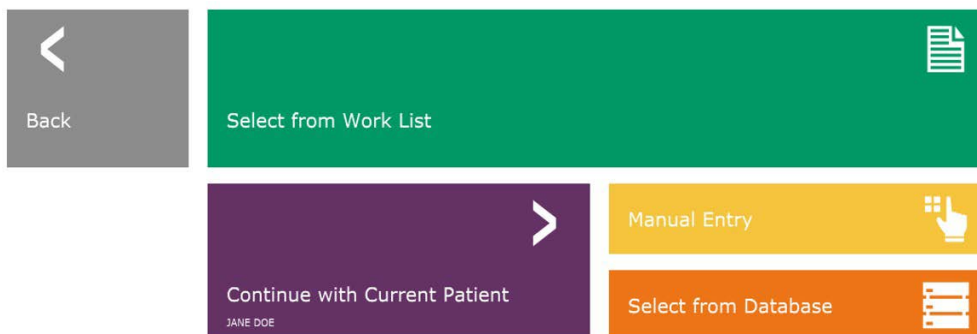 Back
Select from Work List
Continue with Current Patient
JANE DOE
Manual Entry
Select from Database